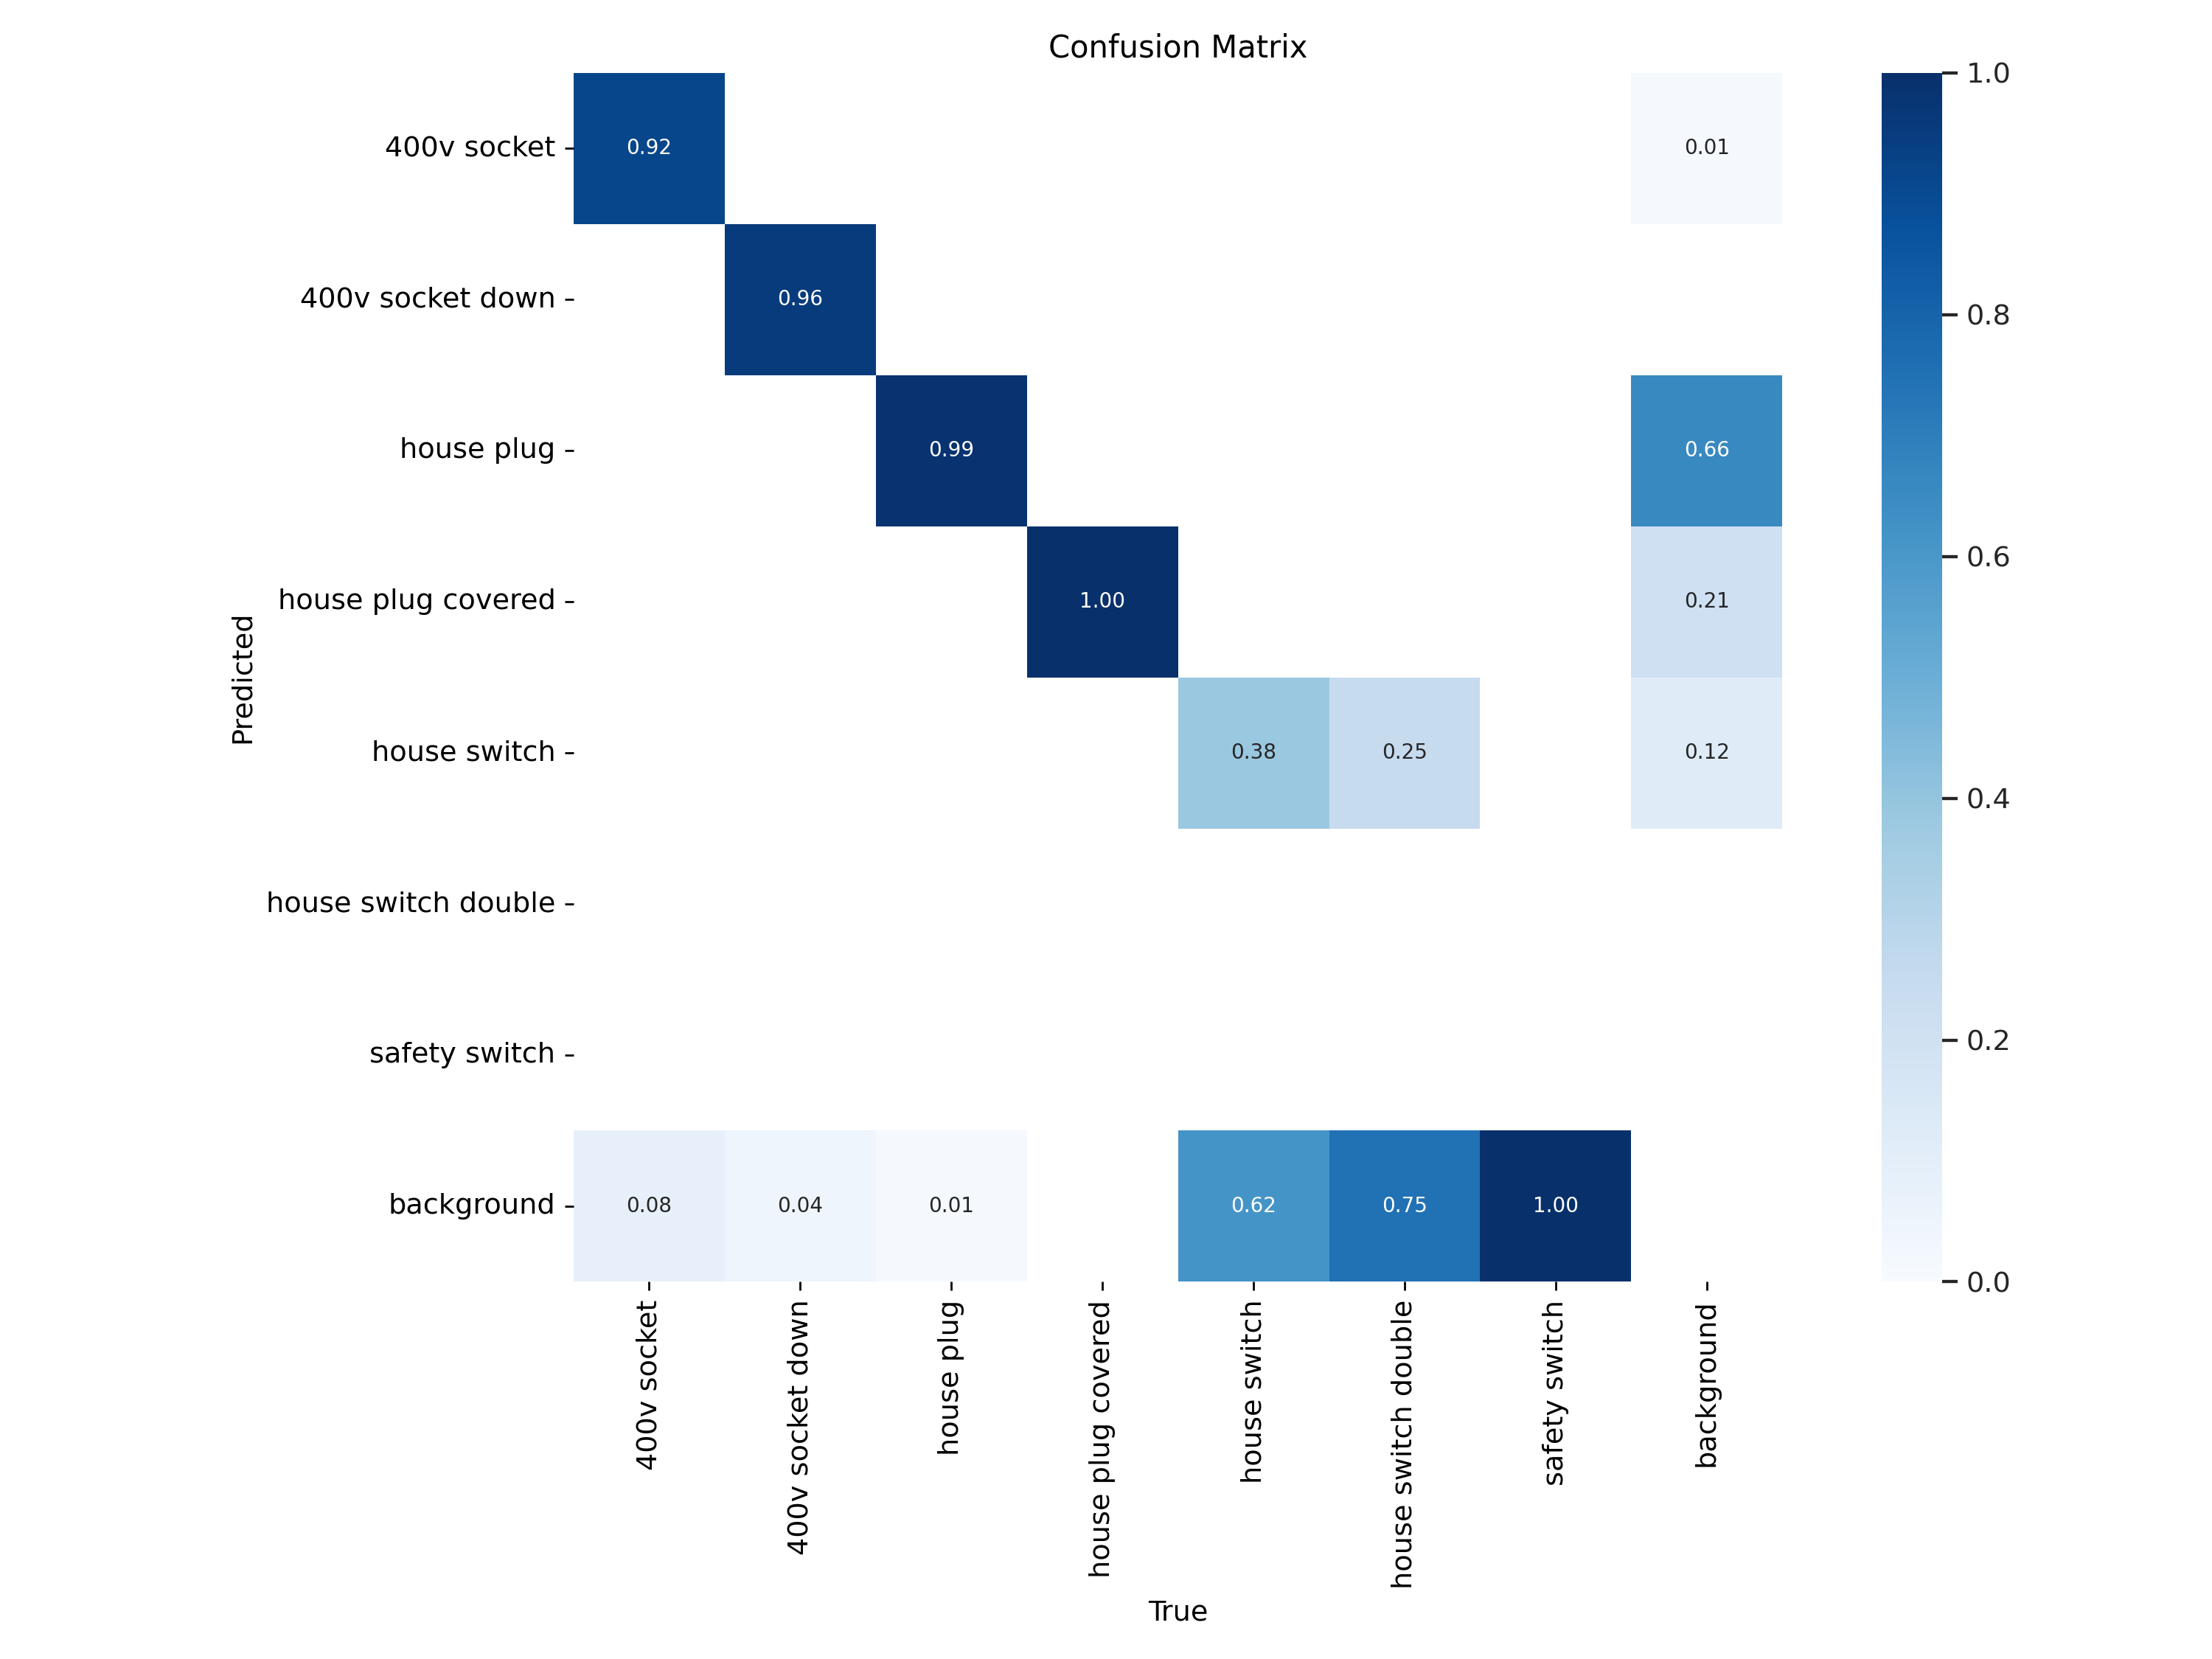 Confusion Matrix
400v socket
0.92
0.01
1.0
400v socket down
0.96
0.8
house plug
0.99
0.66
0.6
house plug covered
1.00
0.21
Predicted
house switch
0.38
0.25
0.12
0.4
house switch double
safety switch
0.2
background
0.08
0.04
0.01
0.62
0.75
1.00
0.0
400v socket
400v socket down
house plug
house plug covered
house switch
house switch double
safety switch
background
True